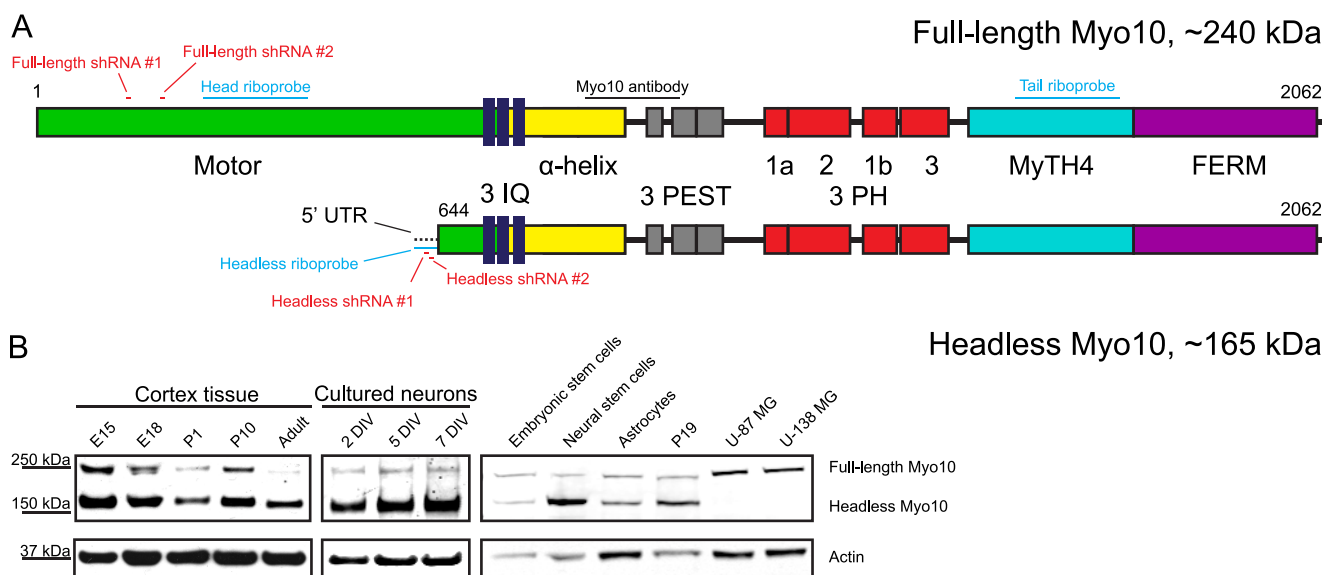 A
Full-length Myo10, ~240 kDa
Full-length shRNA #1
Full-length shRNA #2
Head riboprobe
Myo10 antibody
Tail riboprobe
1
2062
Motor
α-helix
1a
2
1b
3
MyTH4
FERM
3 IQ
3 PEST
3 PH
5' UTR
644
2062
Headless riboprobe
Headless shRNA #2
Headless shRNA #1
Headless Myo10, ~165 kDa
B
Cortex tissue
Cultured neurons
E15
E18
P1
P10
Adult
2 DIV
5 DIV
7 DIV
Embryonic stem cells
Neural stem cells
Astrocytes
P19
U-87 MG
U-138 MG
250 kDa
150 kDa
37 kDa
Full-length Myo10
Headless Myo10
Actin